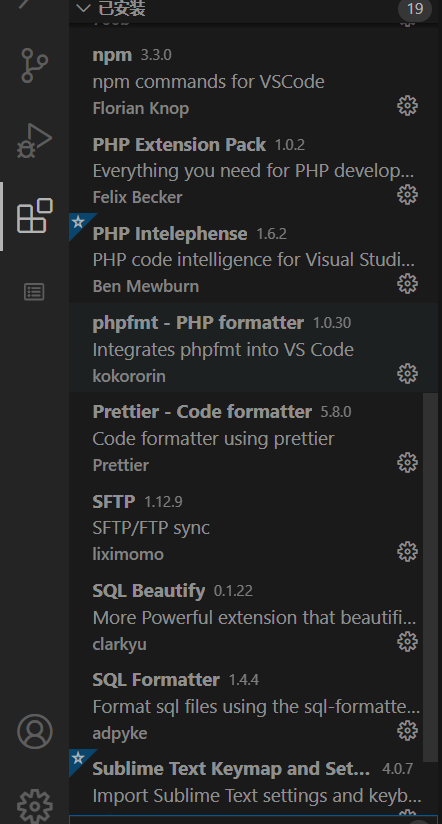 已安装 19
npm 3.3.0
npm commands for VSCode
Florian Knop
PHP Extension Pack 1.0.2
Everything you need for PHP develop...
Felix Becker
PHP Intelephense 1.6.2
PHP code intelligence for Visual Studi...
Ben Mewburn
phpfmt - PHP formatter 1.0.30
Integrates phpfmt into VS Code
kokororin
Prettier - Code formatter 5.8.0
Code formatter using prettier
Prettier
SFTP 1.12.9
SFTP/FTP sync
liximomo
SQL Beautify 0.1.22
More Powerful extension that beautifi...
clarkyu
SQL Formatter 1.4.4
Format sql files using the sql-formatte...
adpyke
Sublime Text Keymap and Set... 4.0.7
Import Sublime Text settings and keyb...